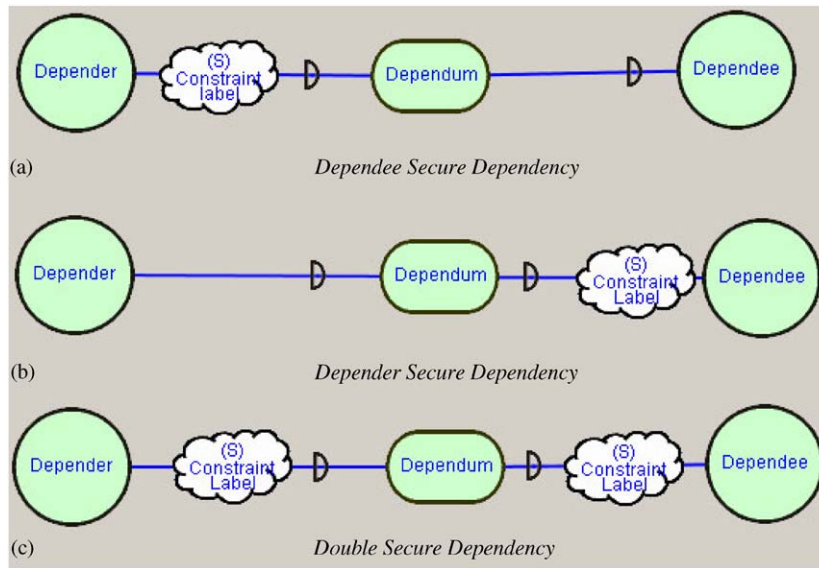 Depender
(S)
Constraint
label
Dependum
Dependee
(a) Dependee Secure Dependency
Depender
Dependum
(S)
Constraint
Label
Dependee
(b) Depender Secure Dependency
Depender
(S)
Constraint
Label
Dependum
(S)
Constraint
Label
Dependee
(c) Double Secure Dependency